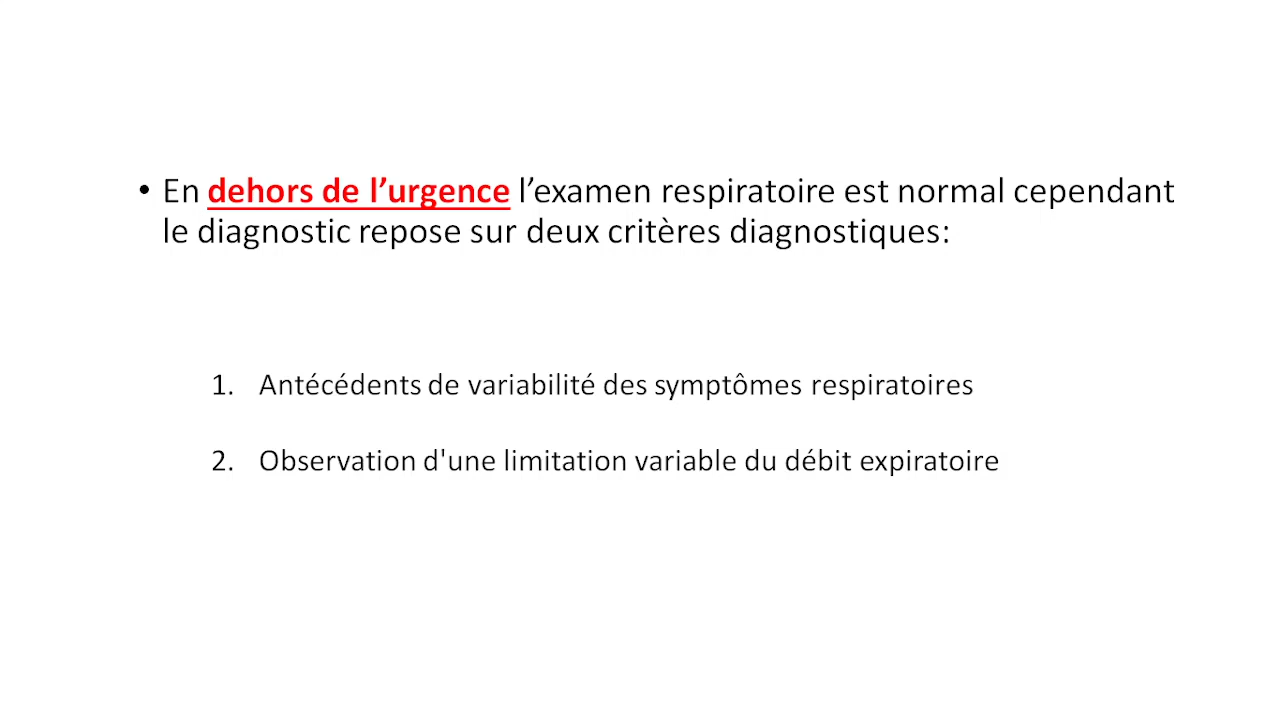 • En dehors de l’urgence l’examen respiratoire est normal cependant
le diagnostic repose sur deux critères diagnostiques:
1. Antécédents de variabilité des symptômes respiratoires
2. Observation d'une limitation variable du débit expiratoire